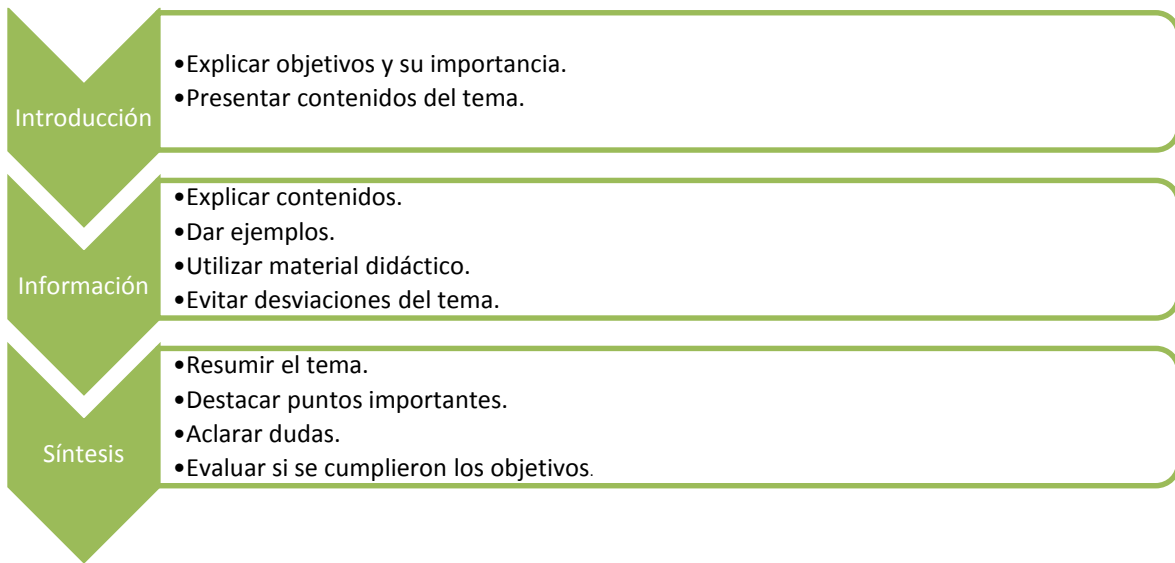 Introducción
•Explicar objetivos y su importancia.
•Presentar contenidos del tema.
Información
•Explicar contenidos.
•Dar ejemplos.
•Utilizar material didáctico.
•Evitar desviaciones del tema.
Síntesis
•Resumir el tema.
•Destacar puntos importantes.
•Aclarar dudas.
•Evaluar si se cumplieron los objetivos.